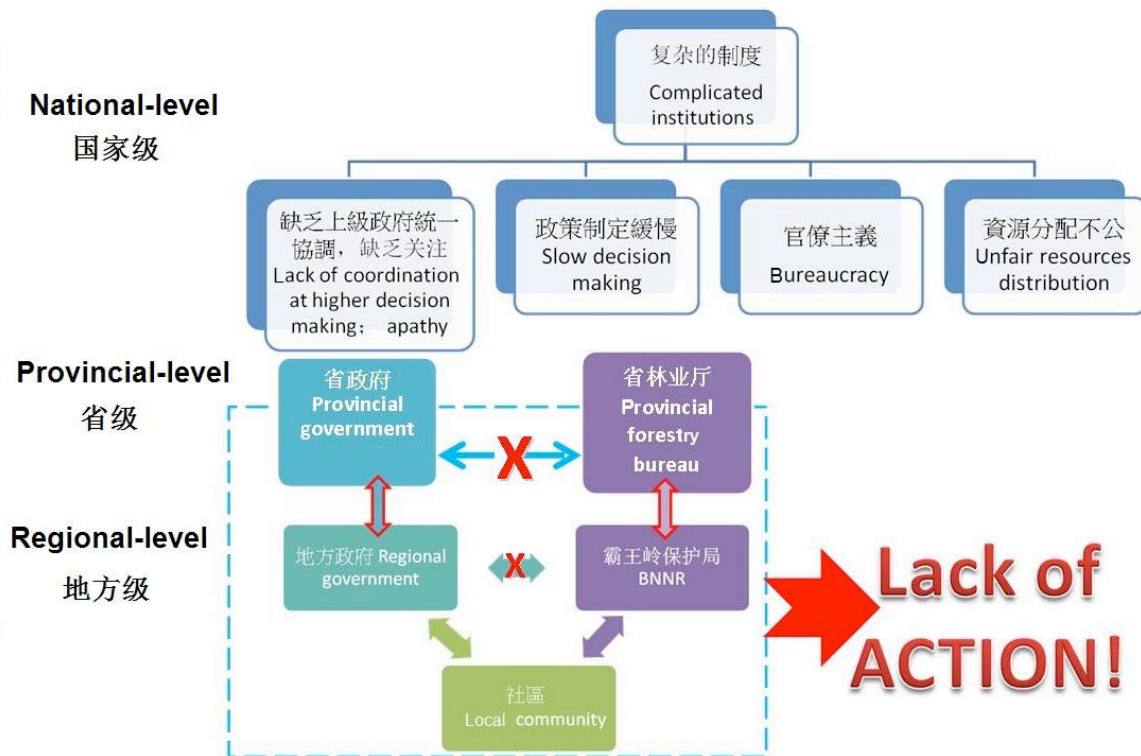 复杂的制度
Complicated
institutions
National-level
国家级
缺乏上級政府統一
協調，缺乏关注
Lack of coordination
at higher decision
making； apathy
政策制定緩慢
Slow decision
making
官僚主義
Bureaucracy
資源分配不公
Unfair resources
distribution
Provincial-level
省级
省政府
Provincial
government
X
省林业厅
Provincial
forestry
bureau
Regional-level
地方级
地方政府 Regional
government
X
霸王岭保护局
BNNR
社區
Local community
Lack of
ACTION!